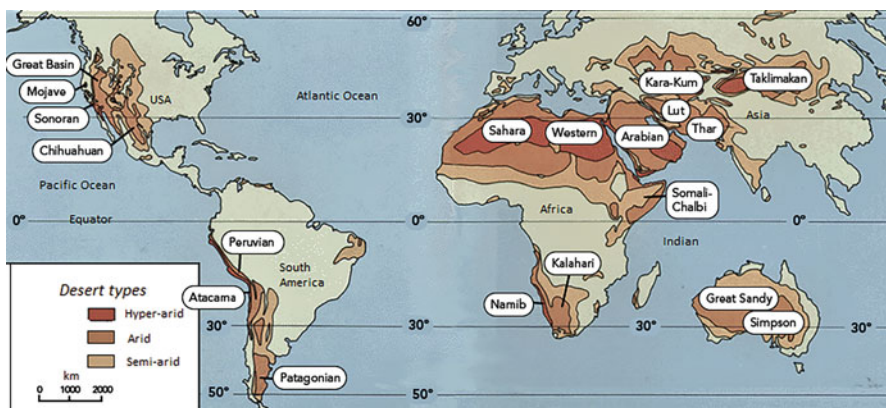 60°
60°
Great Basin
Mojave
Sonoran
Chihuahuan
USA
Atlantic Ocean
30°
Kara-Kum
Taklimakan
Lut
Asia
Sahara
Western
Arabian
Thar
Pacific Ocean
Equator
0°
0°
0°
Africa
Somali-
Chalbi
Indian
Peruvian
South
America
Atacama
Kalahari
Namib
Great Sandy
Simpson
30°
30°
30°
Patagonian
50°
50°
Desert types
Hyper-arid
Arid
Semi-arid
km
0 1000 2000